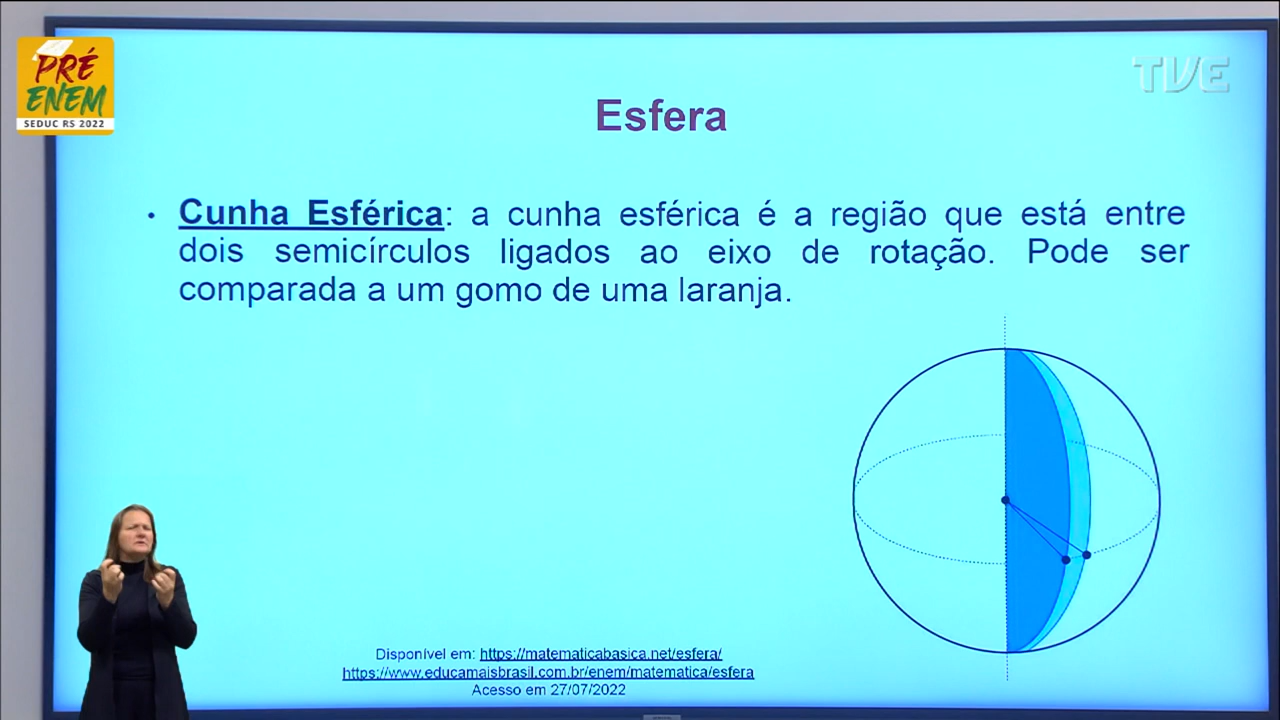 PRÉ
ENEM
SEDUC RS 2022
TVE
Esfera
• Cunha Esférica: a cunha esférica é a região que está entre
dois semicírculos ligados ao eixo de rotação. Pode ser
comparada a um gomo de uma laranja.
Disponível em: https://matematicabasica.net/esfera/
https://www.educamaisbrasil.com.br/enem/matematica/esfera
Acesso em 27/07/2022